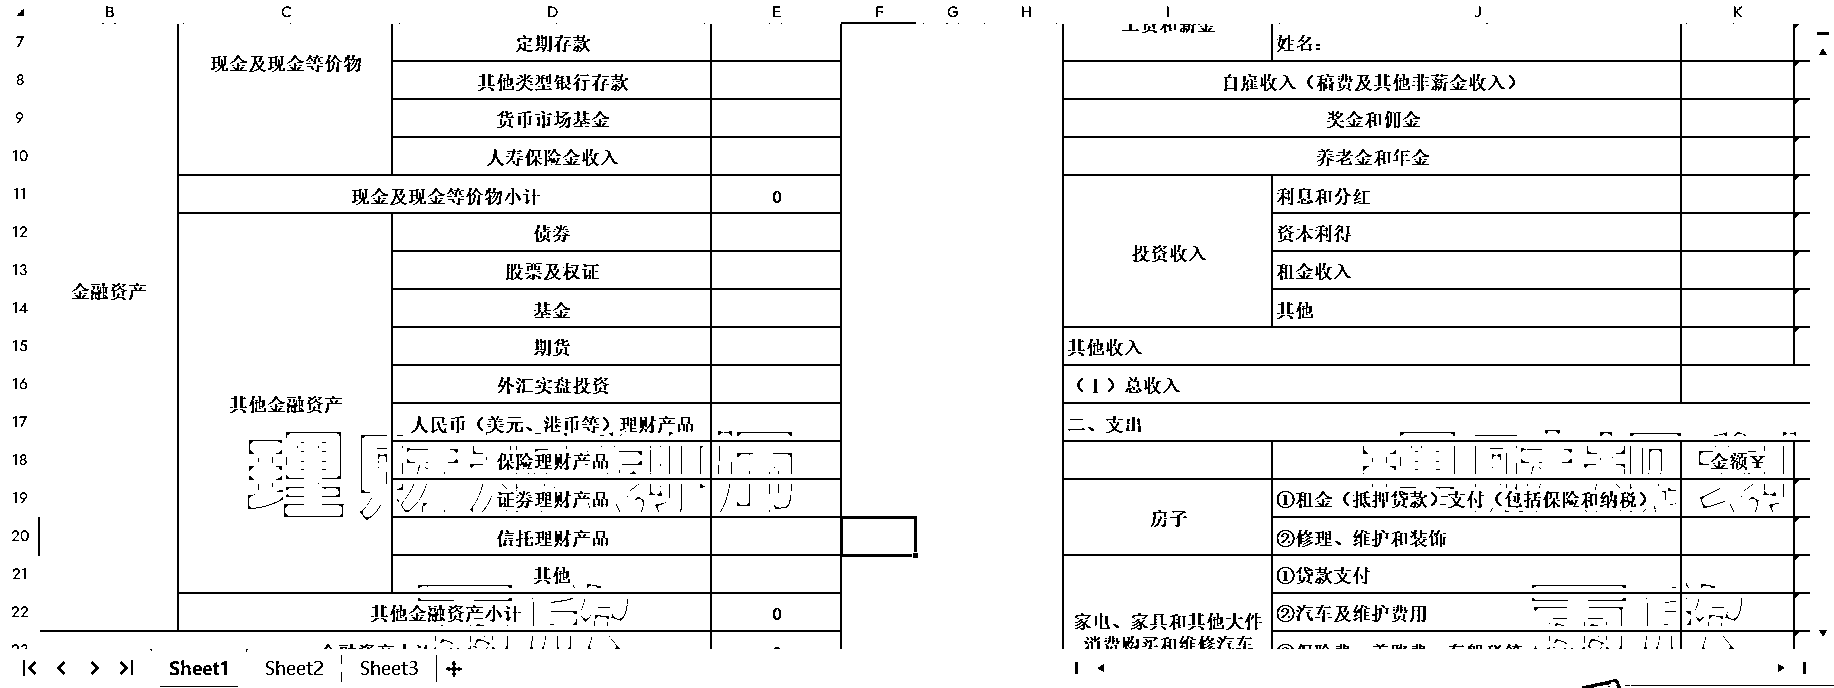 B C D E F G H I J K
7 现金及现金等价物 定期存款 工资和薪金 姓名：
8 其他类型银行存款 自雇收入（稿费及其他非薪金收入）
9 货币市场基金 奖金和佣金
10 人寿保险金收入 养老金和年金
11 现金及现金等价物小计 0 利息和分红
12 债券 资本利得
13 股票及权证 投资收入 租金收入
14 金融资产 基金 其他
15 期货 其他收入
16 外汇实盘投资 （1）总收入
17 其他金融资产 人民币（美元、港币等）理财产品 二、支出
18 保险理财产品 金额￥
19 证券理财产品 房子 ①租金（抵押贷款）支付（包括保险和纳税）
20 信托理财产品 ②修理、维护和装饰
21 其他 ①贷款支付
22 其他金融资产小计 0 家电、家具和其他大件消费购买和维修汽车 ②汽车及维护费用
23
Sheet1 Sheet2 Sheet3